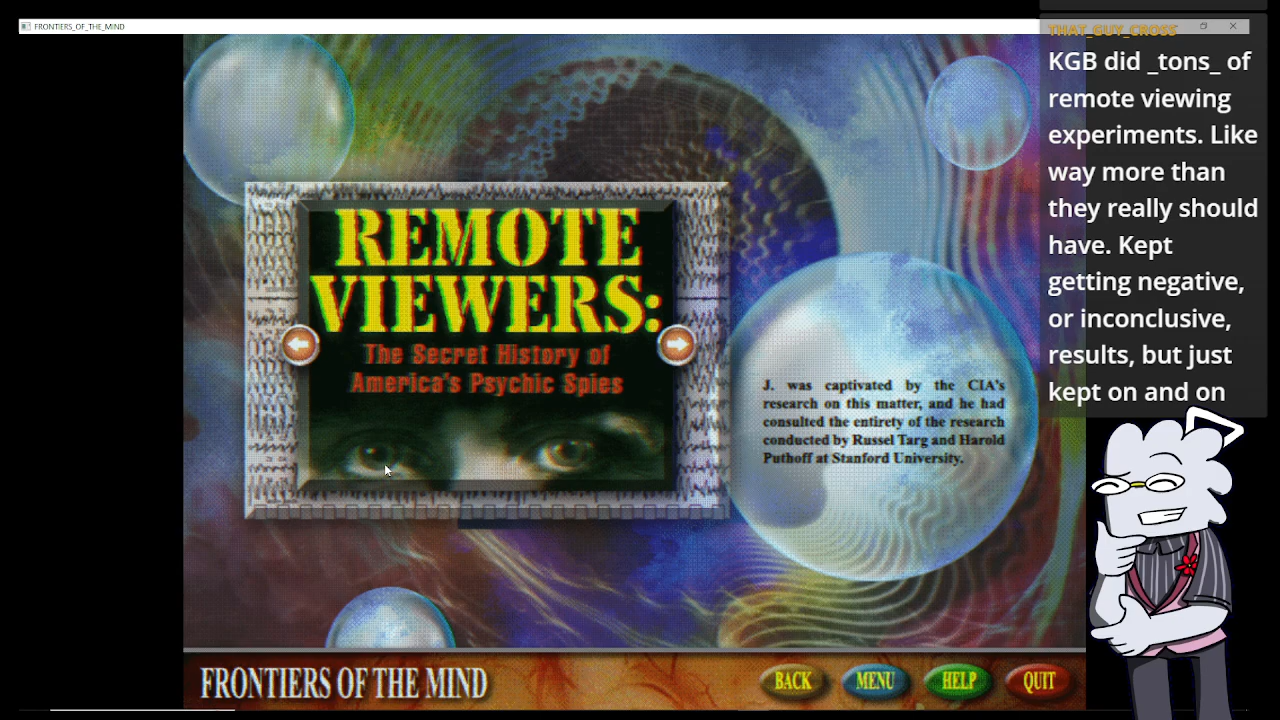 FRONTIERS_OF_THE_MIND
THAT_GUY_CROSS
KGB did _tons_ of
remote viewing
experiments. Like
way more than
they really should
have. Kept
getting negative,
or inconclusive,
results, but just
kept on and on
REMOTE
VIEWERS:
The Secret History of
America's Psychic Spies
J. was captivated by the CIA's
research on this matter, and he had
consulted the entirety of the research
conducted by Russel Targ and Harold
Puthoff at Stanford University.
FRONTIERS OF THE MIND
BACK
MENU
HELP
QUIT